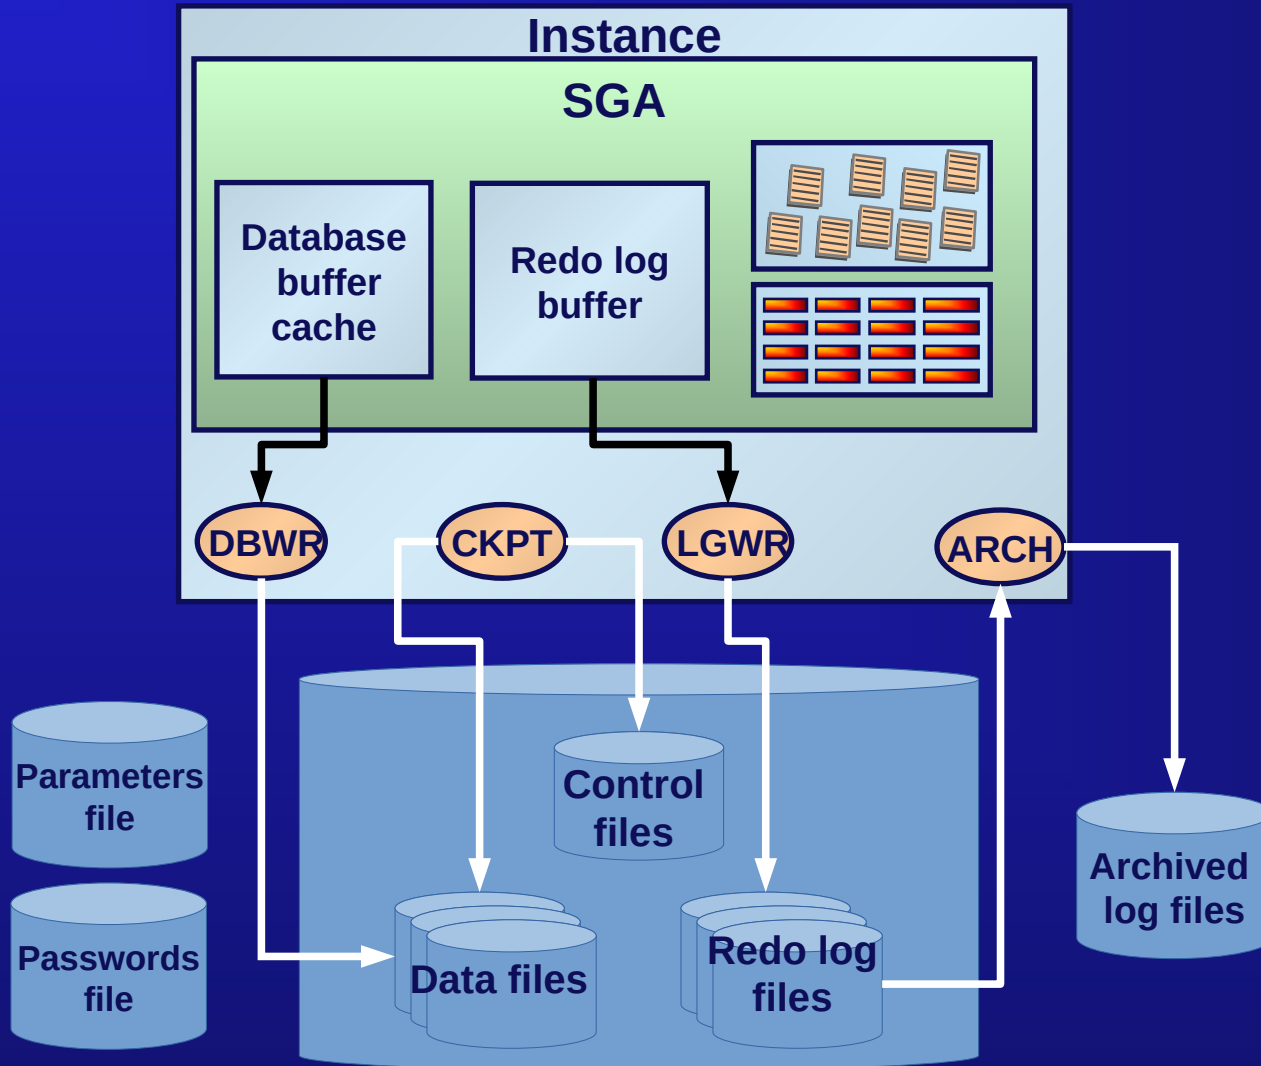 Instance
SGA
Database
buffer
cache
Redo log
buffer
DBWR
CKPT
LGWR
ARCH
Parameters
file
Control
files
Archived
log files
Passwords
file
Data files
Redo log
files